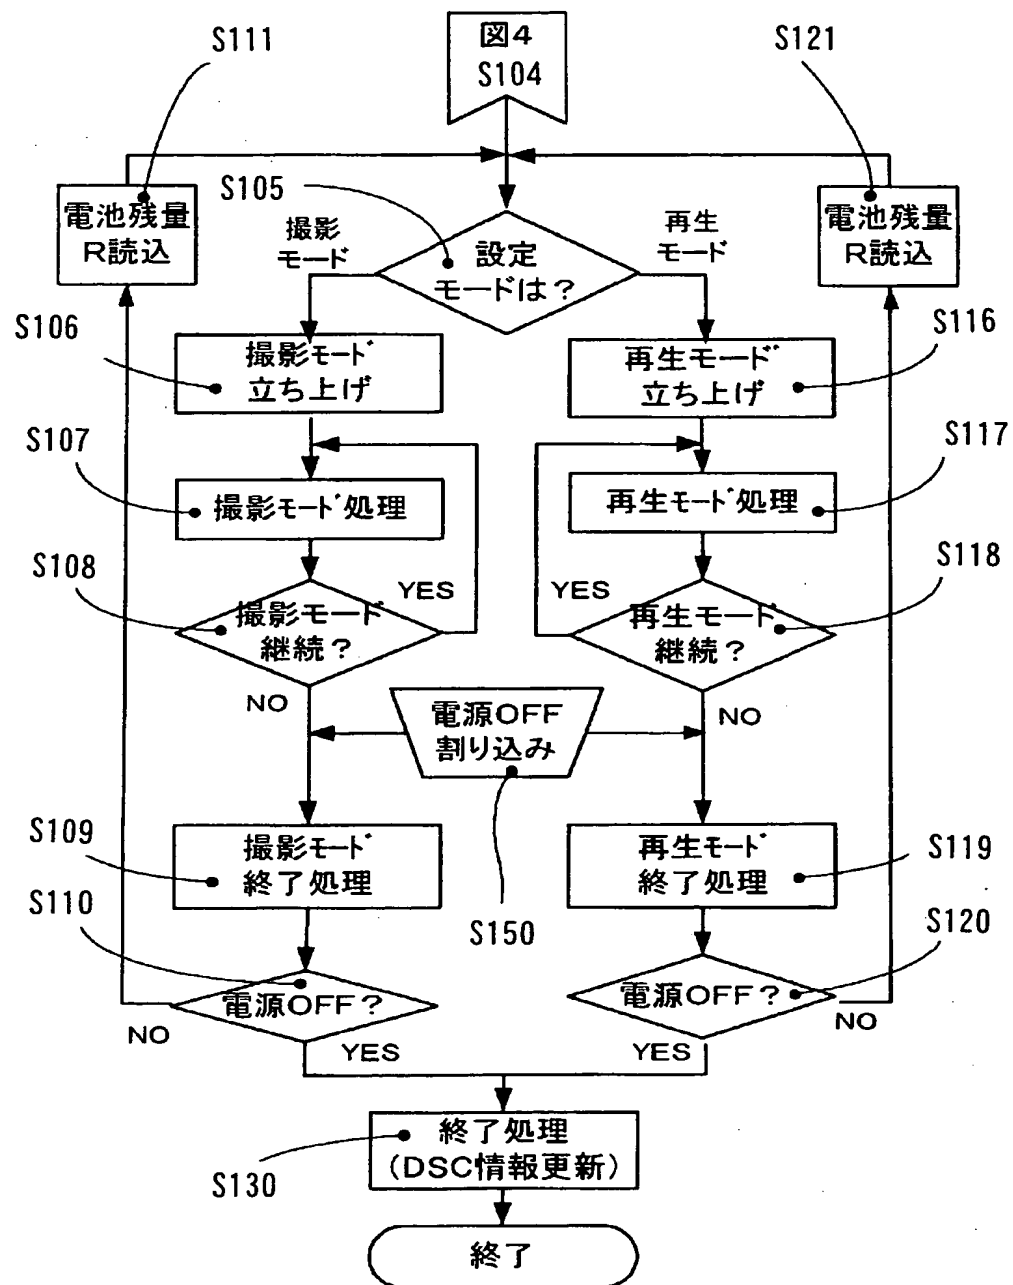 S111
図4
S104
S121
S105
電池残量
R読込
撮影
モード
再生
モード
電池残量
R読込
設定
モードは?
S106
撮影モード
立ち上げ
再生モード
立ち上げ
S116
S107
撮影モード処理
再生モード処理
S117
S108
YES
撮影モード
継続?
YES
再生モード
継続?
S118
NO
NO
電源OFF
割り込み
S109
撮影モード
終了処理
再生モード
終了処理
S119
S110
S150
S120
電源OFF?
電源OFF?
NO
YES
YES
NO
終了処理
(DSC情報更新)
S130
終了